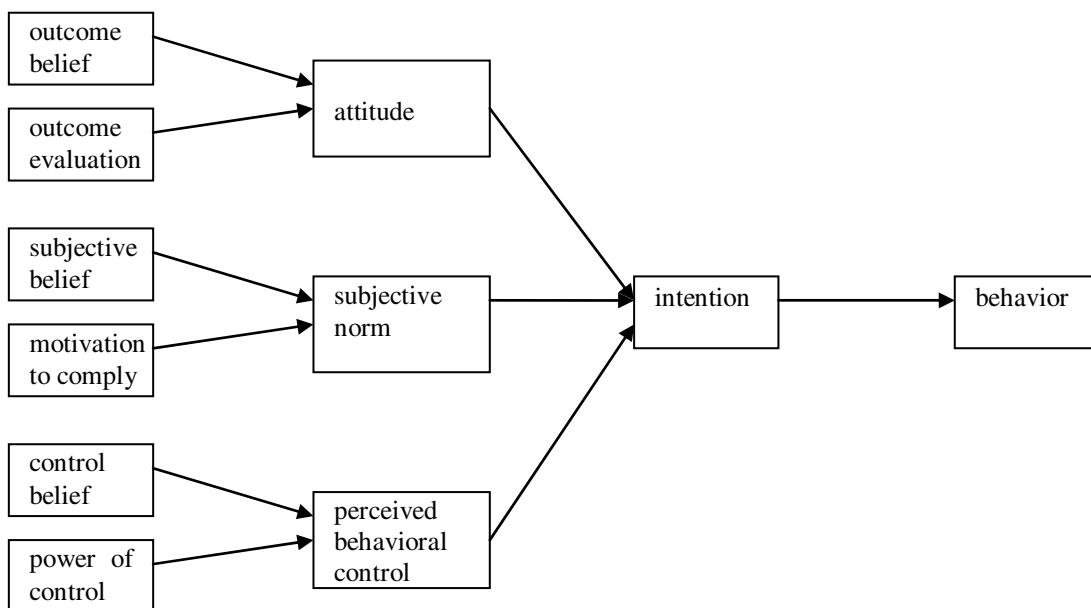 outcome
belief
outcome
evaluation
attitude
subjective
belief
motivation
to comply
subjective
norm
intention
behavior
control
belief
power of
control
perceived
behavioral
control